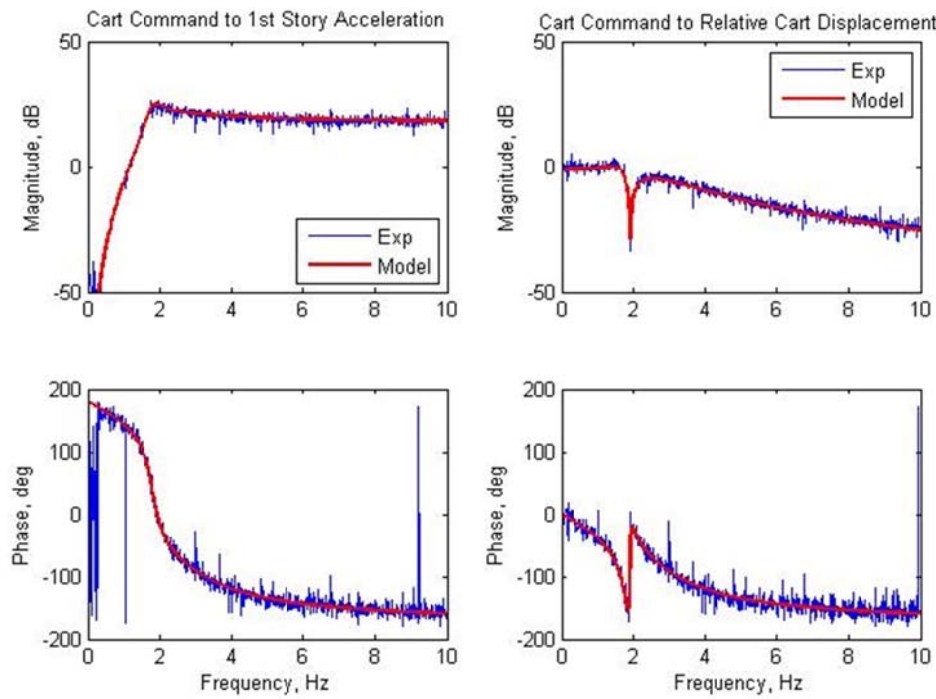 Cart Command to 1st Story Acceleration
50
0
-50
Magnitude, dB
0 2 4 6 8 10
Exp
Model
Cart Command to Relative Cart Displacement
50
0
-50
Magnitude, dB
0 2 4 6 8 10
Exp
Model
200
100
0
-100
-200
Phase, deg
0 2 4 6 8 10
Frequency, Hz
200
100
0
-100
-200
Phase, deg
0 2 4 6 8 10
Frequency, Hz